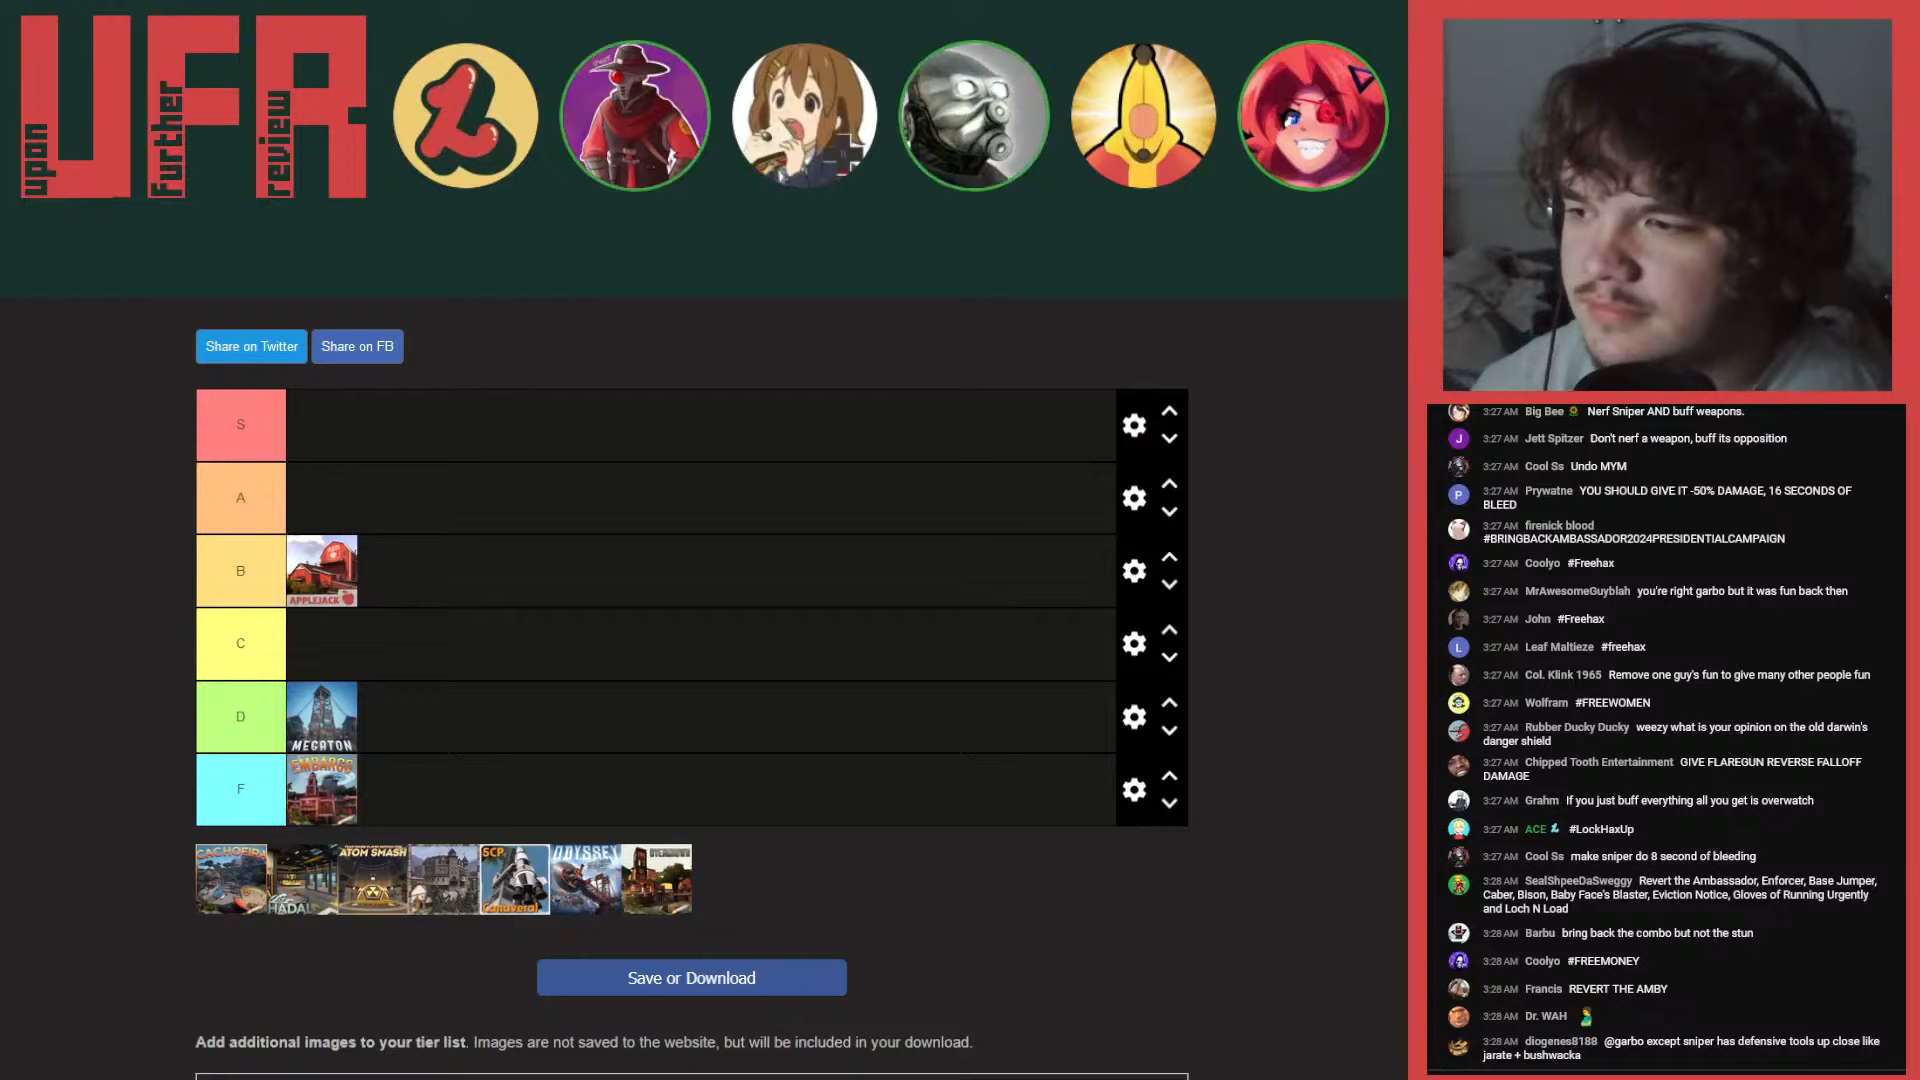 UFR
upon
Further
review
L
Share on Twitter
Share on FB
S
A
B
APPLEJACK
C
D
MEGATON
F
EMBARGO
CACHOEIRA
HADAL
ATOM SMASH
SCP
Canaveral
ODYSSEY
OVERGROWN
Save or Download
Add additional images to your tier list. Images are not saved to the website, but will be included in your download.
3:27 AM Big Bee Nerf Sniper AND buff weapons.
J 3:27 AM Jett Spitzer Don't nerf a weapon, buff its opposition
3:27 AM Cool Ss Undo MYM
P 3:27 AM Prywatne YOU SHOULD GIVE IT -50% DAMAGE, 16 SECONDS OF
BLEED
3:27 AM firenick blood
#BRINGBACKAMBASSADOR2024PRESIDENTIALCAMPAIGN
3:27 AM Coolyo #Freehax
3:27 AM MrAwesomeGuyblah you're right garbo but it was fun back then
3:27 AM John #Freehax
L 3:27 AM Leaf Maltieze #freehax
3:27 AM Col. Klink 1965 Remove one guy's fun to give many other people fun
3:27 AM Wolfram #FREEWOMEN
3:27 AM Rubber Ducky Ducky weezy what is your opinion on the old darwin's
danger shield
3:27 AM Chipped Tooth Entertainment GIVE FLAREGUN REVERSE FALLOFF
DAMAGE
3:27 AM Grahm If you just buff everything all you get is overwatch
3:27 AM ACE #LockHaxUp
3:27 AM Cool Ss make sniper do 8 second of bleeding
3:28 AM SealShpeeDaSweggy Revert the Ambassador, Enforcer, Base Jumper,
Caber, Bison, Baby Face's Blaster, Eviction Notice, Gloves of Running Urgently
and Loch N Load
3:28 AM Barbu bring back the combo but not the stun
3:28 AM Coolyo #FREEMONEY
3:28 AM Francis REVERT THE AMBY
3:28 AM Dr. WAH
3:28 AM diogenes8188 @garbo except sniper has defensive tools up close like
jarate + bushwacka